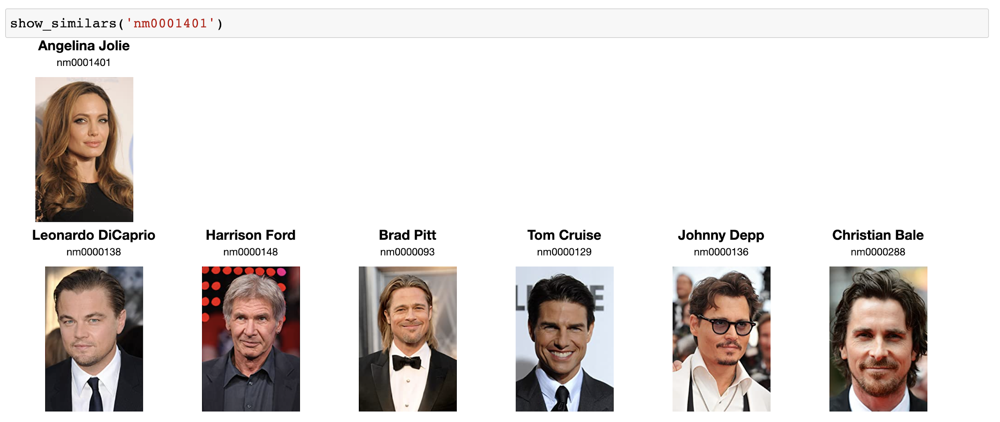 show_similars('nm0001401')
Angelina Jolie
nm0001401
Leonardo DiCaprio
nm0000138
Harrison Ford
nm0000148
Brad Pitt
nm0000093
Tom Cruise
nm0000129
Johnny Depp
nm0000136
Christian Bale
nm0000288